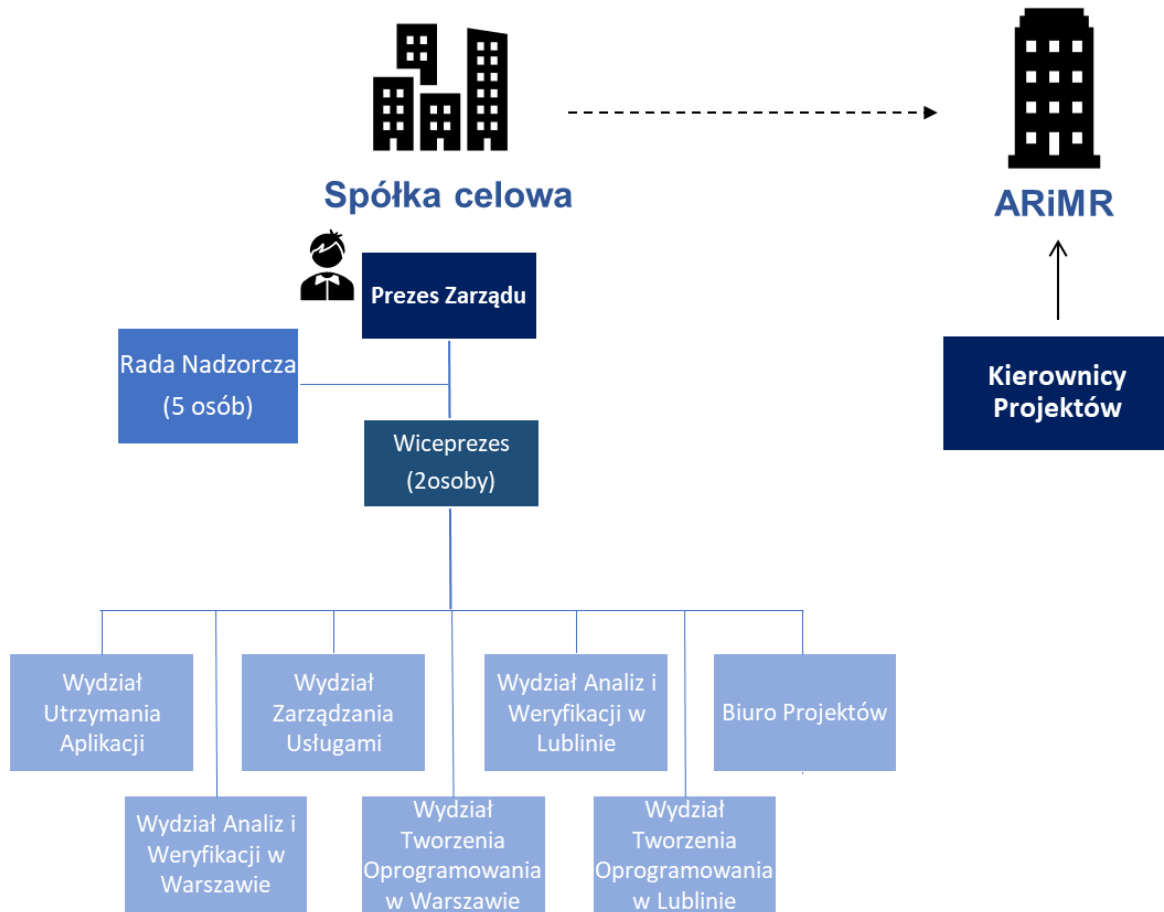 Spółka celowa
ARiMR
Prezes Zarządu
Rada Nadzorcza
(5 osób)
Kierownicy
Projektów
Wiceprezes
(2osoby)
Wydział
Utrzymania
Aplikacji
Wydział
Zarządzania
Usługami
Wydział Analiz i
Weryfikacji w
Lublinie
Biuro Projektów
Wydział Analiz i
Weryfikacji w
Warszawie
Wydział
Tworzenia
Oprogramowania
w Warszawie
Wydział
Tworzenia
Oprogramowania
w Lublinie